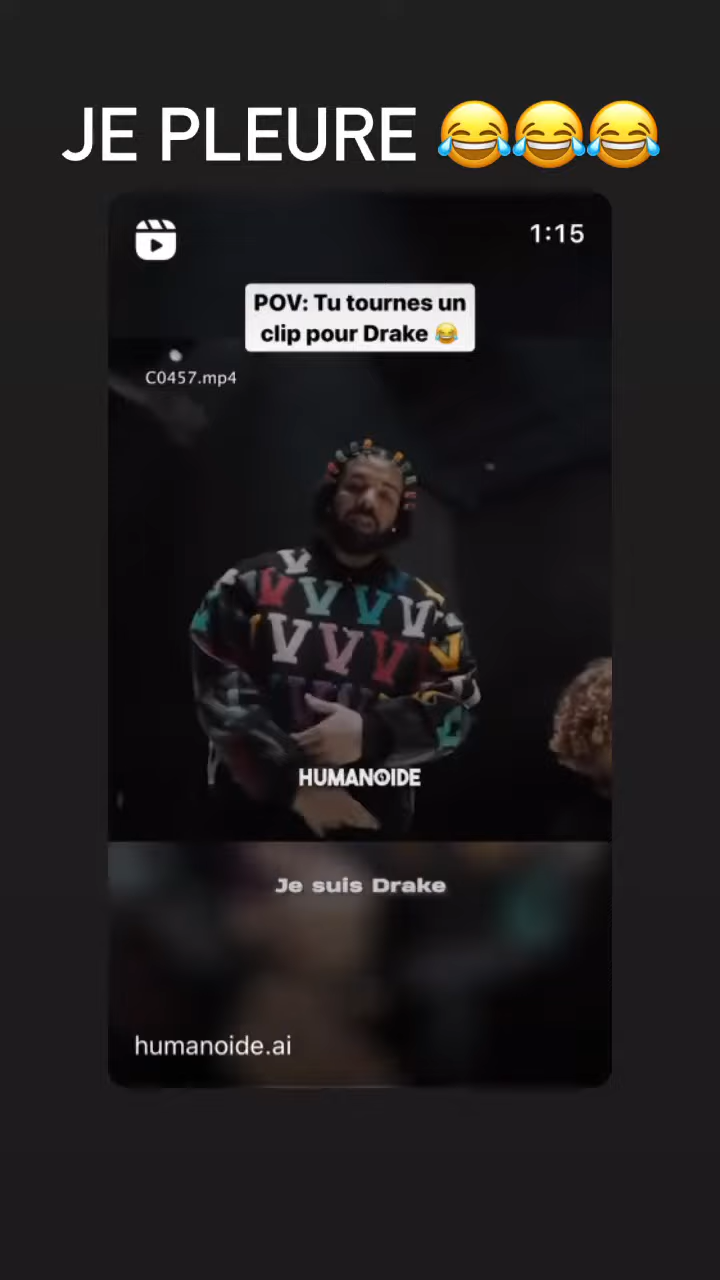 JE PLEURE 😂😂😂
1:15
POV: Tu tournes un
clip pour Drake 😂
C0457.mp4
HUMANOIDE
Je suis Drake
humanoide.ai